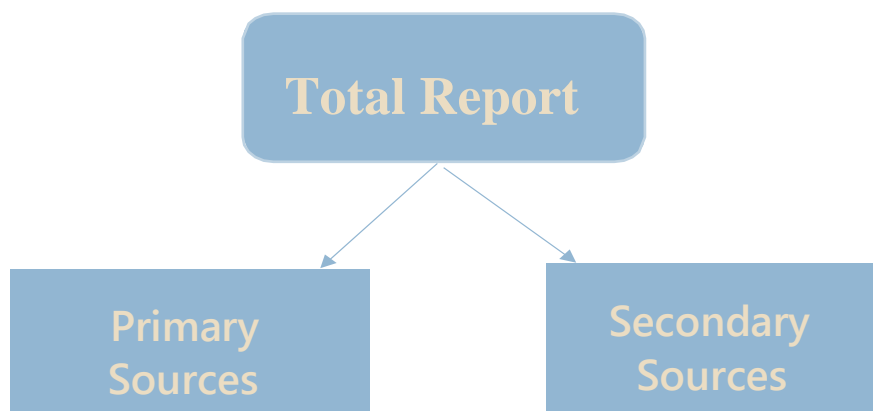 Total Report
Primary
Sources
Secondary
Sources